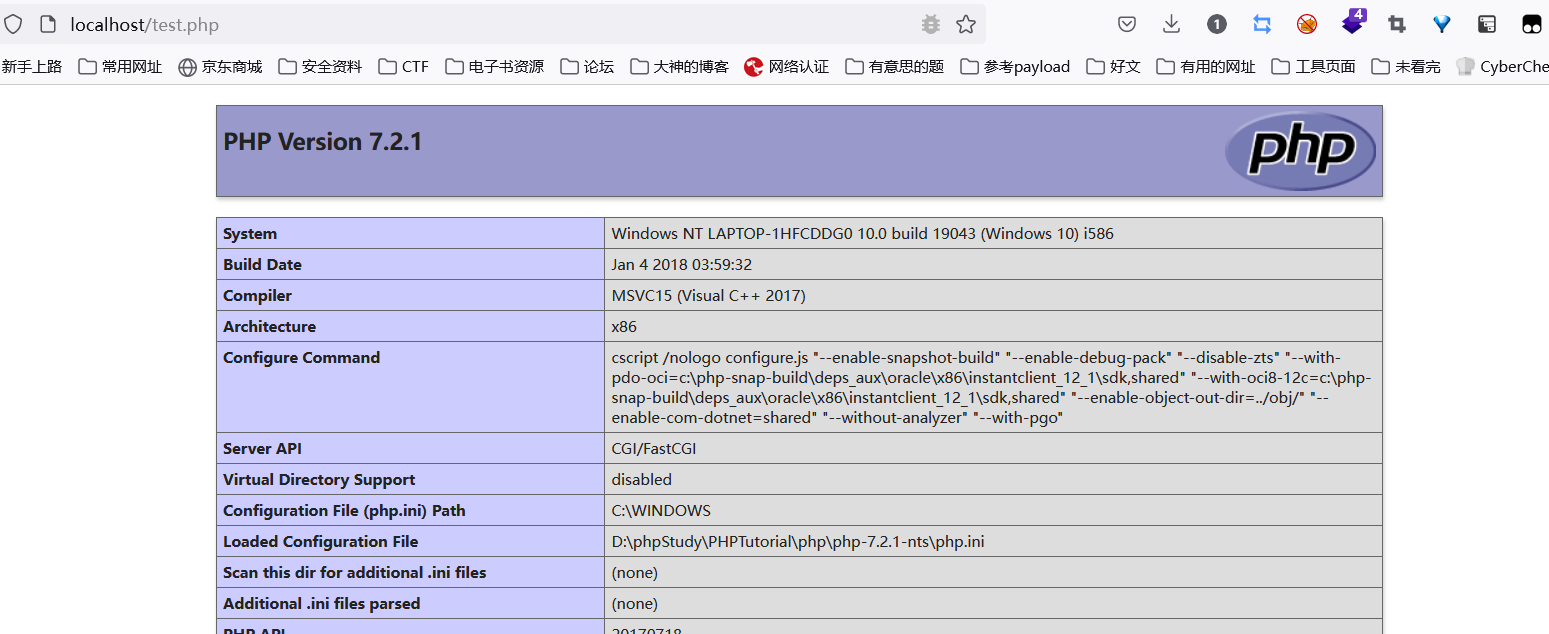 localhost/test.php
1
4
新手上路 常用网址 京东商城 安全资料 CTF 电子书资源 论坛 大神的博客 网络认证 有意思的题 参考payload 好文 有用的网址 工具页面 未看完 CyberChe
PHP Version 7.2.1
php
System Windows NT LAPTOP-1HFCDDG0 10.0 build 19043 (Windows 10) i586
Build Date Jan 4 2018 03:59:32
Compiler MSVC15 (Visual C++ 2017)
Architecture x86
Configure Command cscript /nologo configure.js "--enable-snapshot-build" "--enable-debug-pack" "--disable-zts" "--with-
pdo-oci=c:\php-snap-build\deps_aux\oracle\x86\instantclient_12_1\sdk,shared" "--with-oci8-12c=c:\php-
snap-build\deps_aux\oracle\x86\instantclient_12_1\sdk,shared" "--enable-object-out-dir=../obj/" "--
enable-com-dotnet=shared" "--without-analyzer" "--with-pgo"
Server API CGI/FastCGI
Virtual Directory Support disabled
Configuration File (php.ini) Path C:\WINDOWS
Loaded Configuration File D:\phpStudy\PHPTutorial\php\php-7.2.1-nts\php.ini
Scan this dir for additional .ini files (none)
Additional .ini files parsed (none)
PHP API 20170718